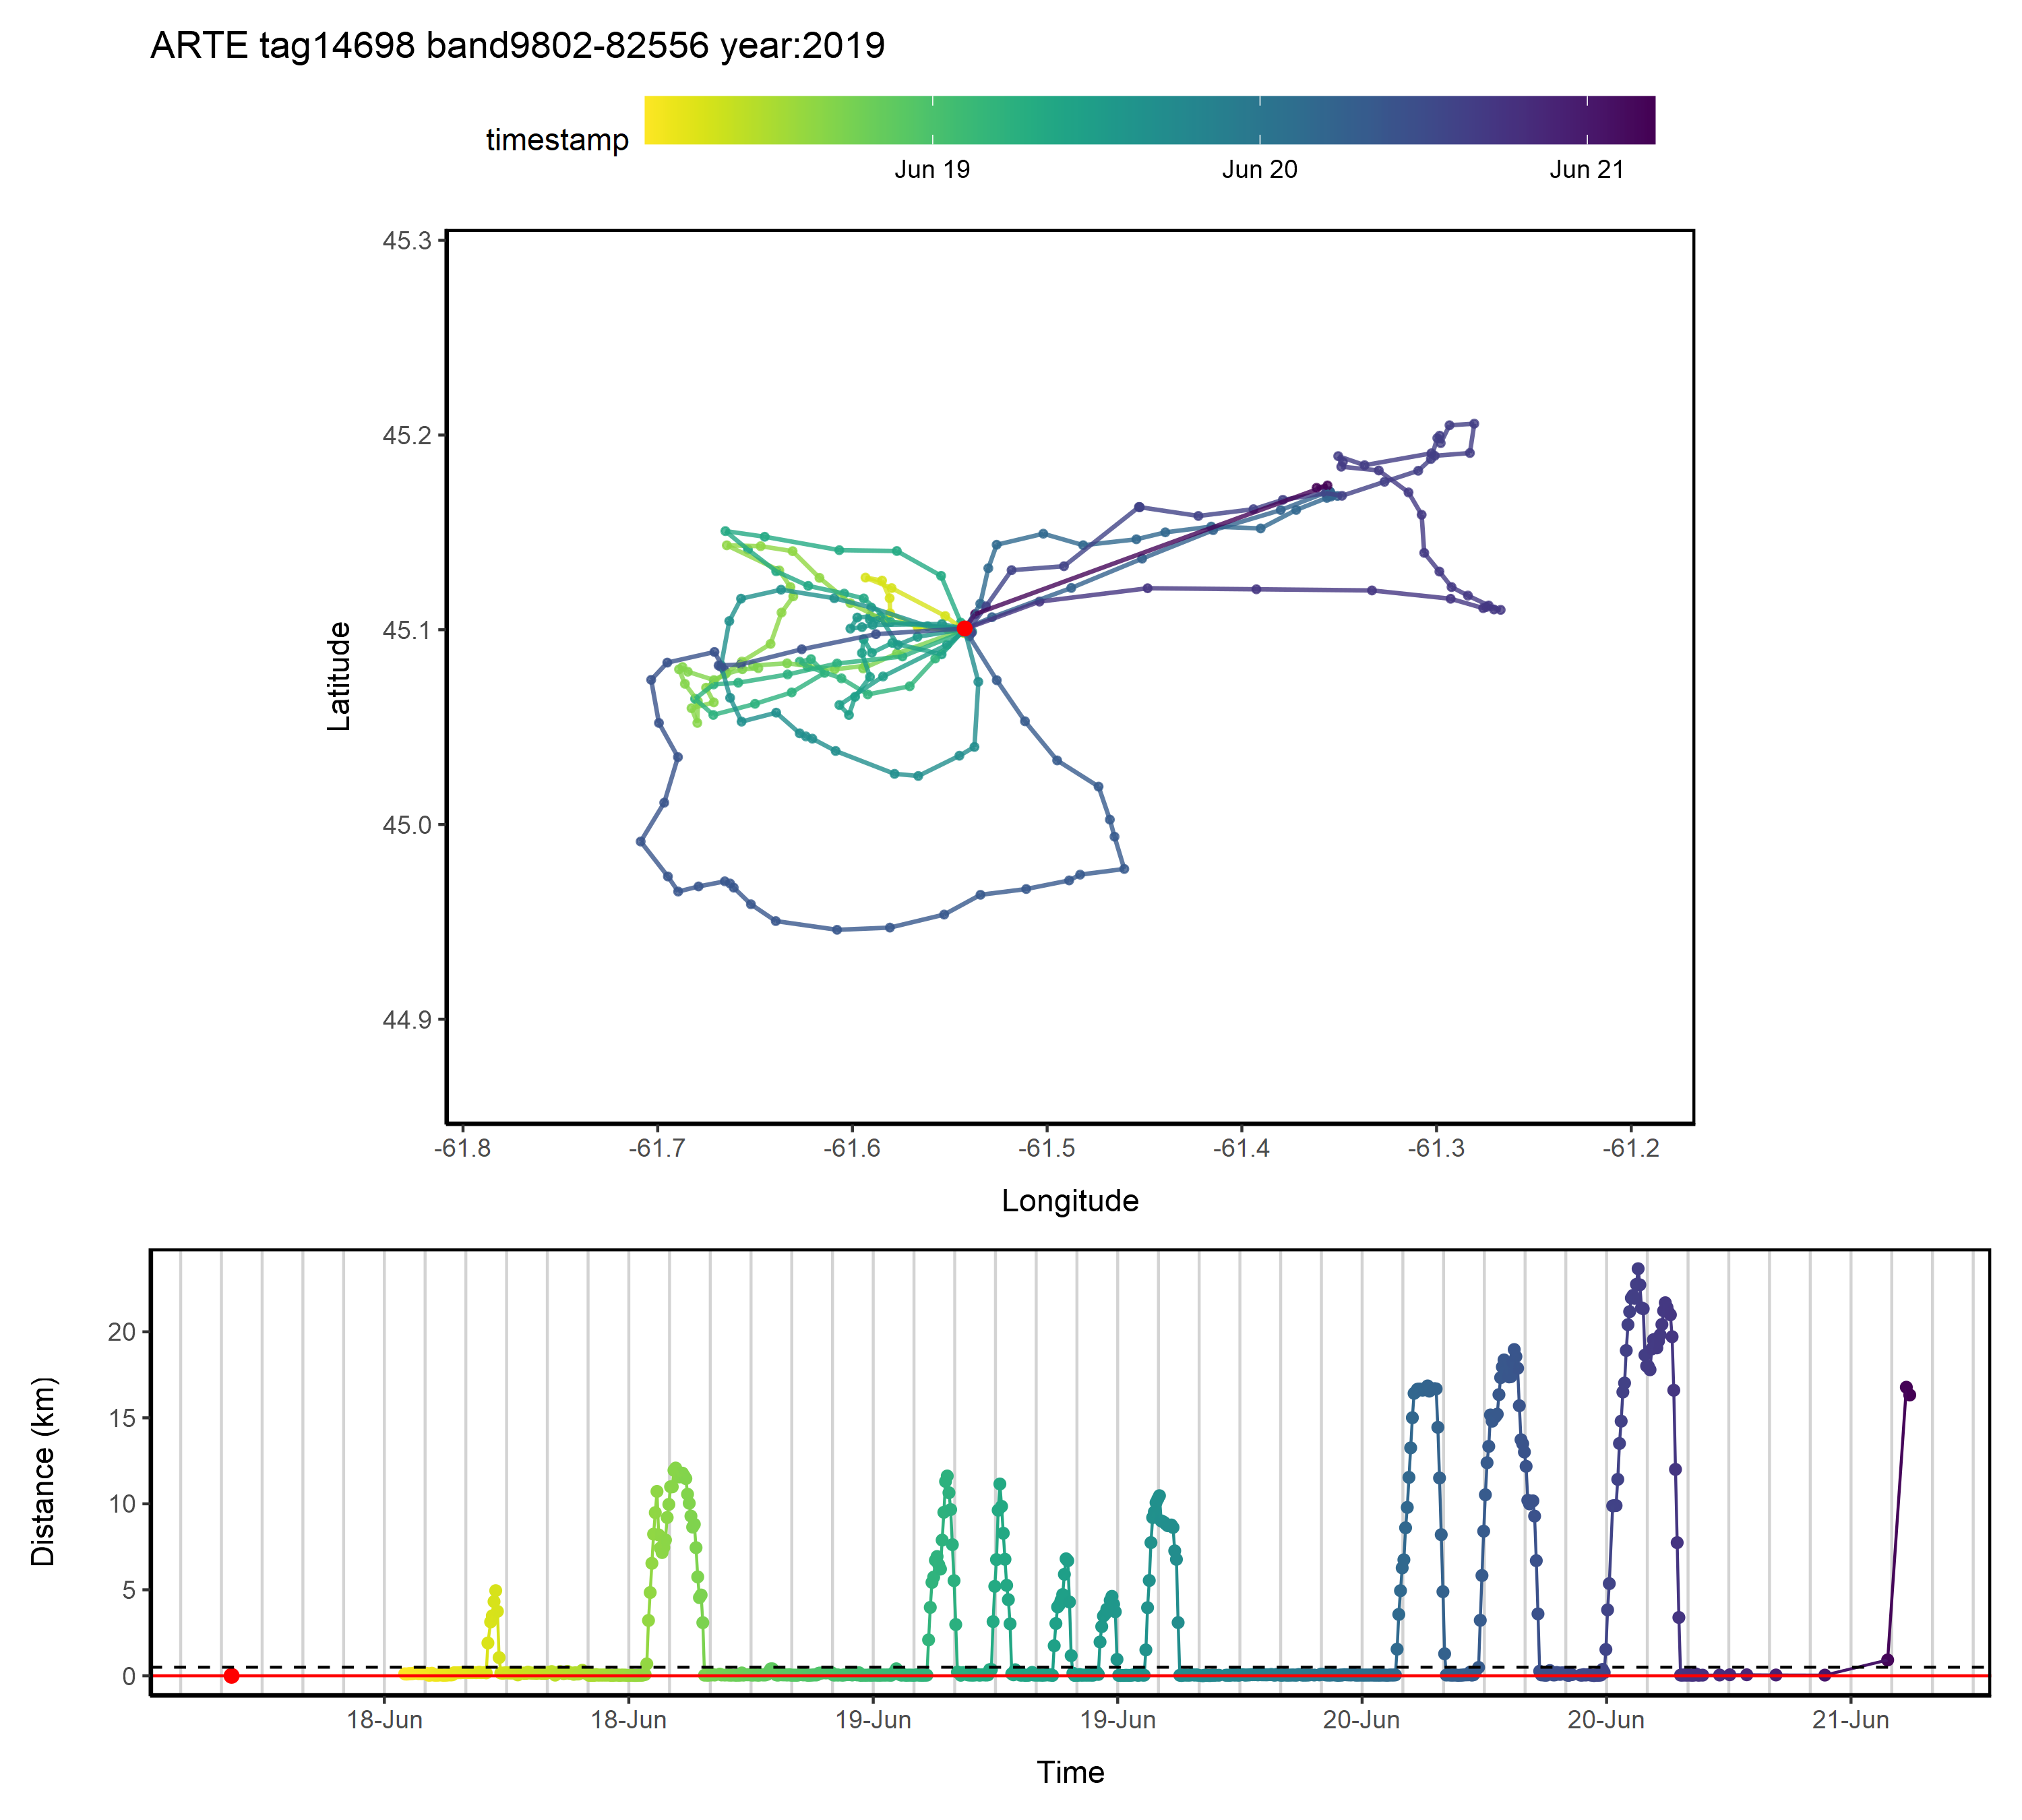 ARTE tag14698 band9802-82556 year:2019
timestamp
Jun 19 Jun 20 Jun 21
45.3
45.2
45.1
45.0
44.9
Latitude
-61.8 -61.7 -61.6 -61.5 -61.4 -61.3 -61.2
Longitude
20
15
10
5
0
Distance (km)
18-Jun 18-Jun 19-Jun 19-Jun 20-Jun 20-Jun 21-Jun
Time